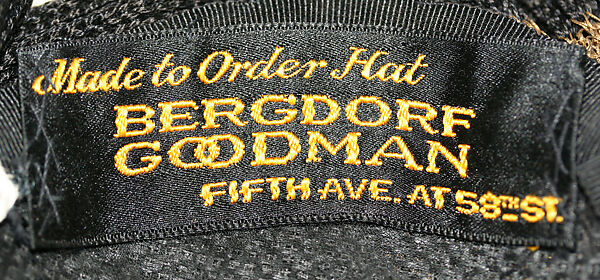 Made to Order Hat
BERGDORF
GOODMAN
FIFTH AVE. AT 58TH ST.